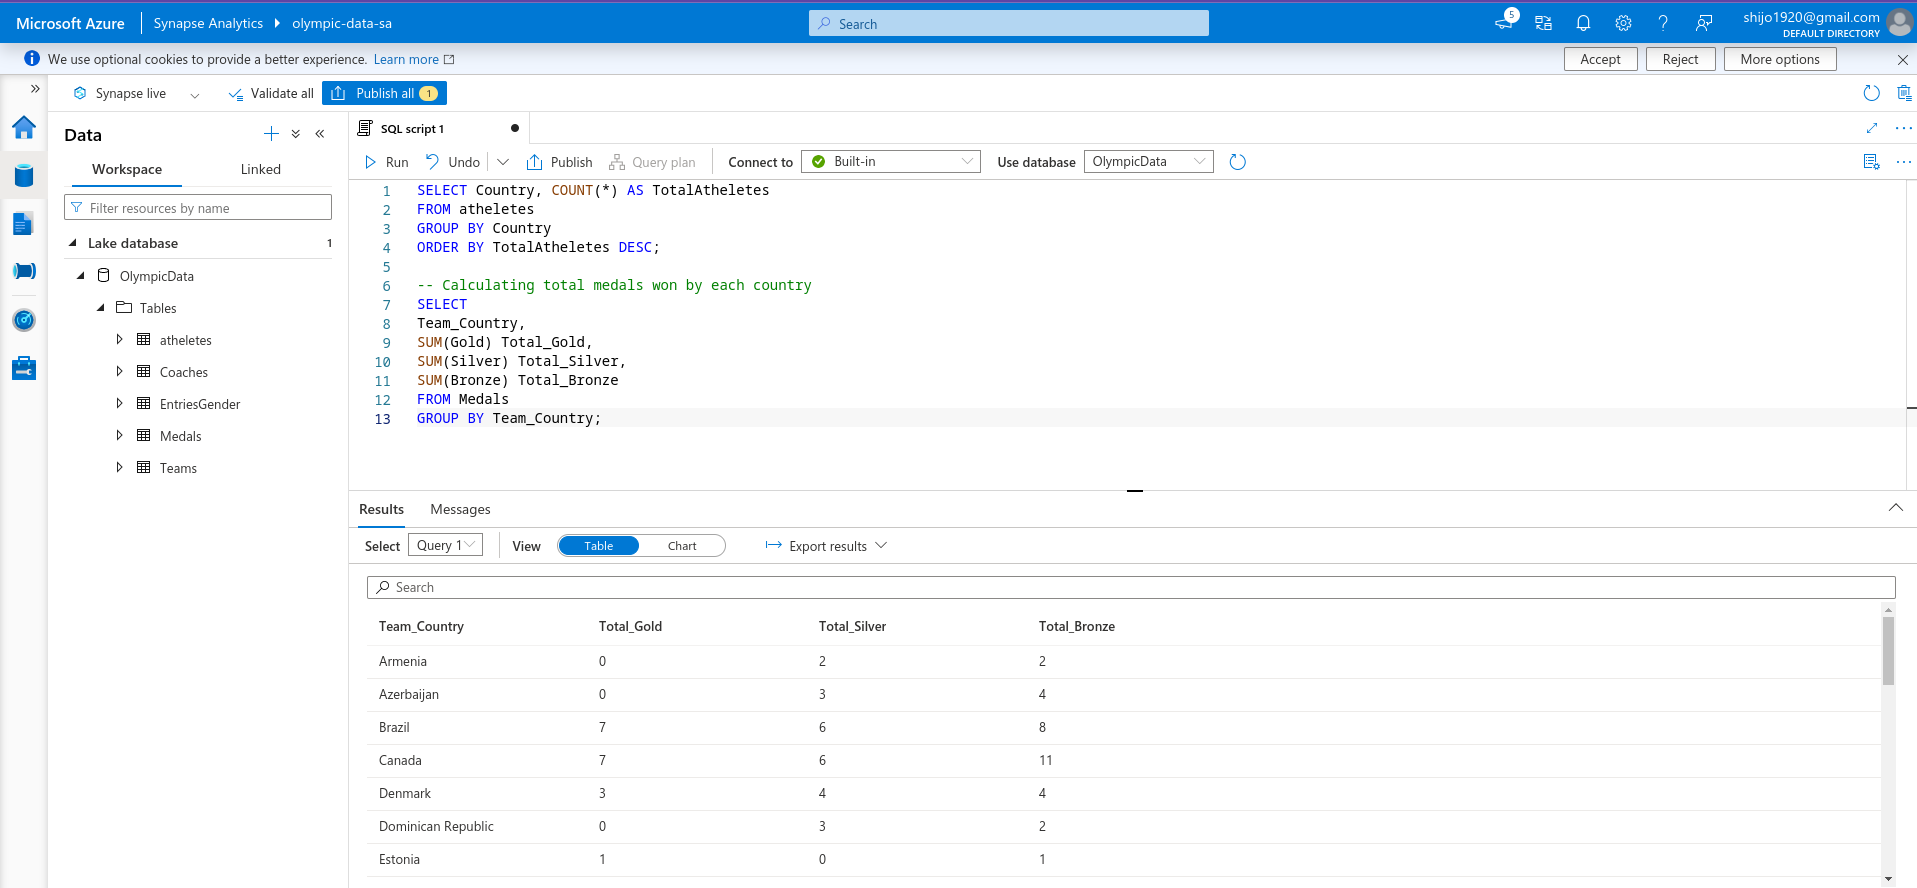 Microsoft Azure Synapse Analytics olympic-data-sa Search 5 shijo1920@gmail.com
DEFAULT DIRECTORY
We use optional cookies to provide a better experience. Learn more Accept Reject More options
Synapse live Validate all Publish all 1
Data
Workspace Linked
Filter resources by name
Lake database 1
OlympicData
Tables
atheletes
Coaches
EntriesGender
Medals
Teams
SQL script 1
Run Undo Publish Query plan Connect to Built-in Use database OlympicData
1 SELECT Country, COUNT(*) AS TotalAtheletes
2 FROM atheletes
3 GROUP BY Country
4 ORDER BY TotalAtheletes DESC;
5
6 -- Calculating total medals won by each country
7 SELECT
8 Team_Country,
9 SUM(Gold) Total_Gold,
10 SUM(Silver) Total_Silver,
11 SUM(Bronze) Total_Bronze
12 FROM Medals
13 GROUP BY Team_Country;
Results Messages
Select Query 1 View Table Chart Export results
Search
Team_Country Total_Gold Total_Silver Total_Bronze
Armenia 0 2 2
Azerbaijan 0 3 4
Brazil 7 6 8
Canada 7 6 11
Denmark 3 4 4
Dominican Republic 0 3 2
Estonia 1 0 1